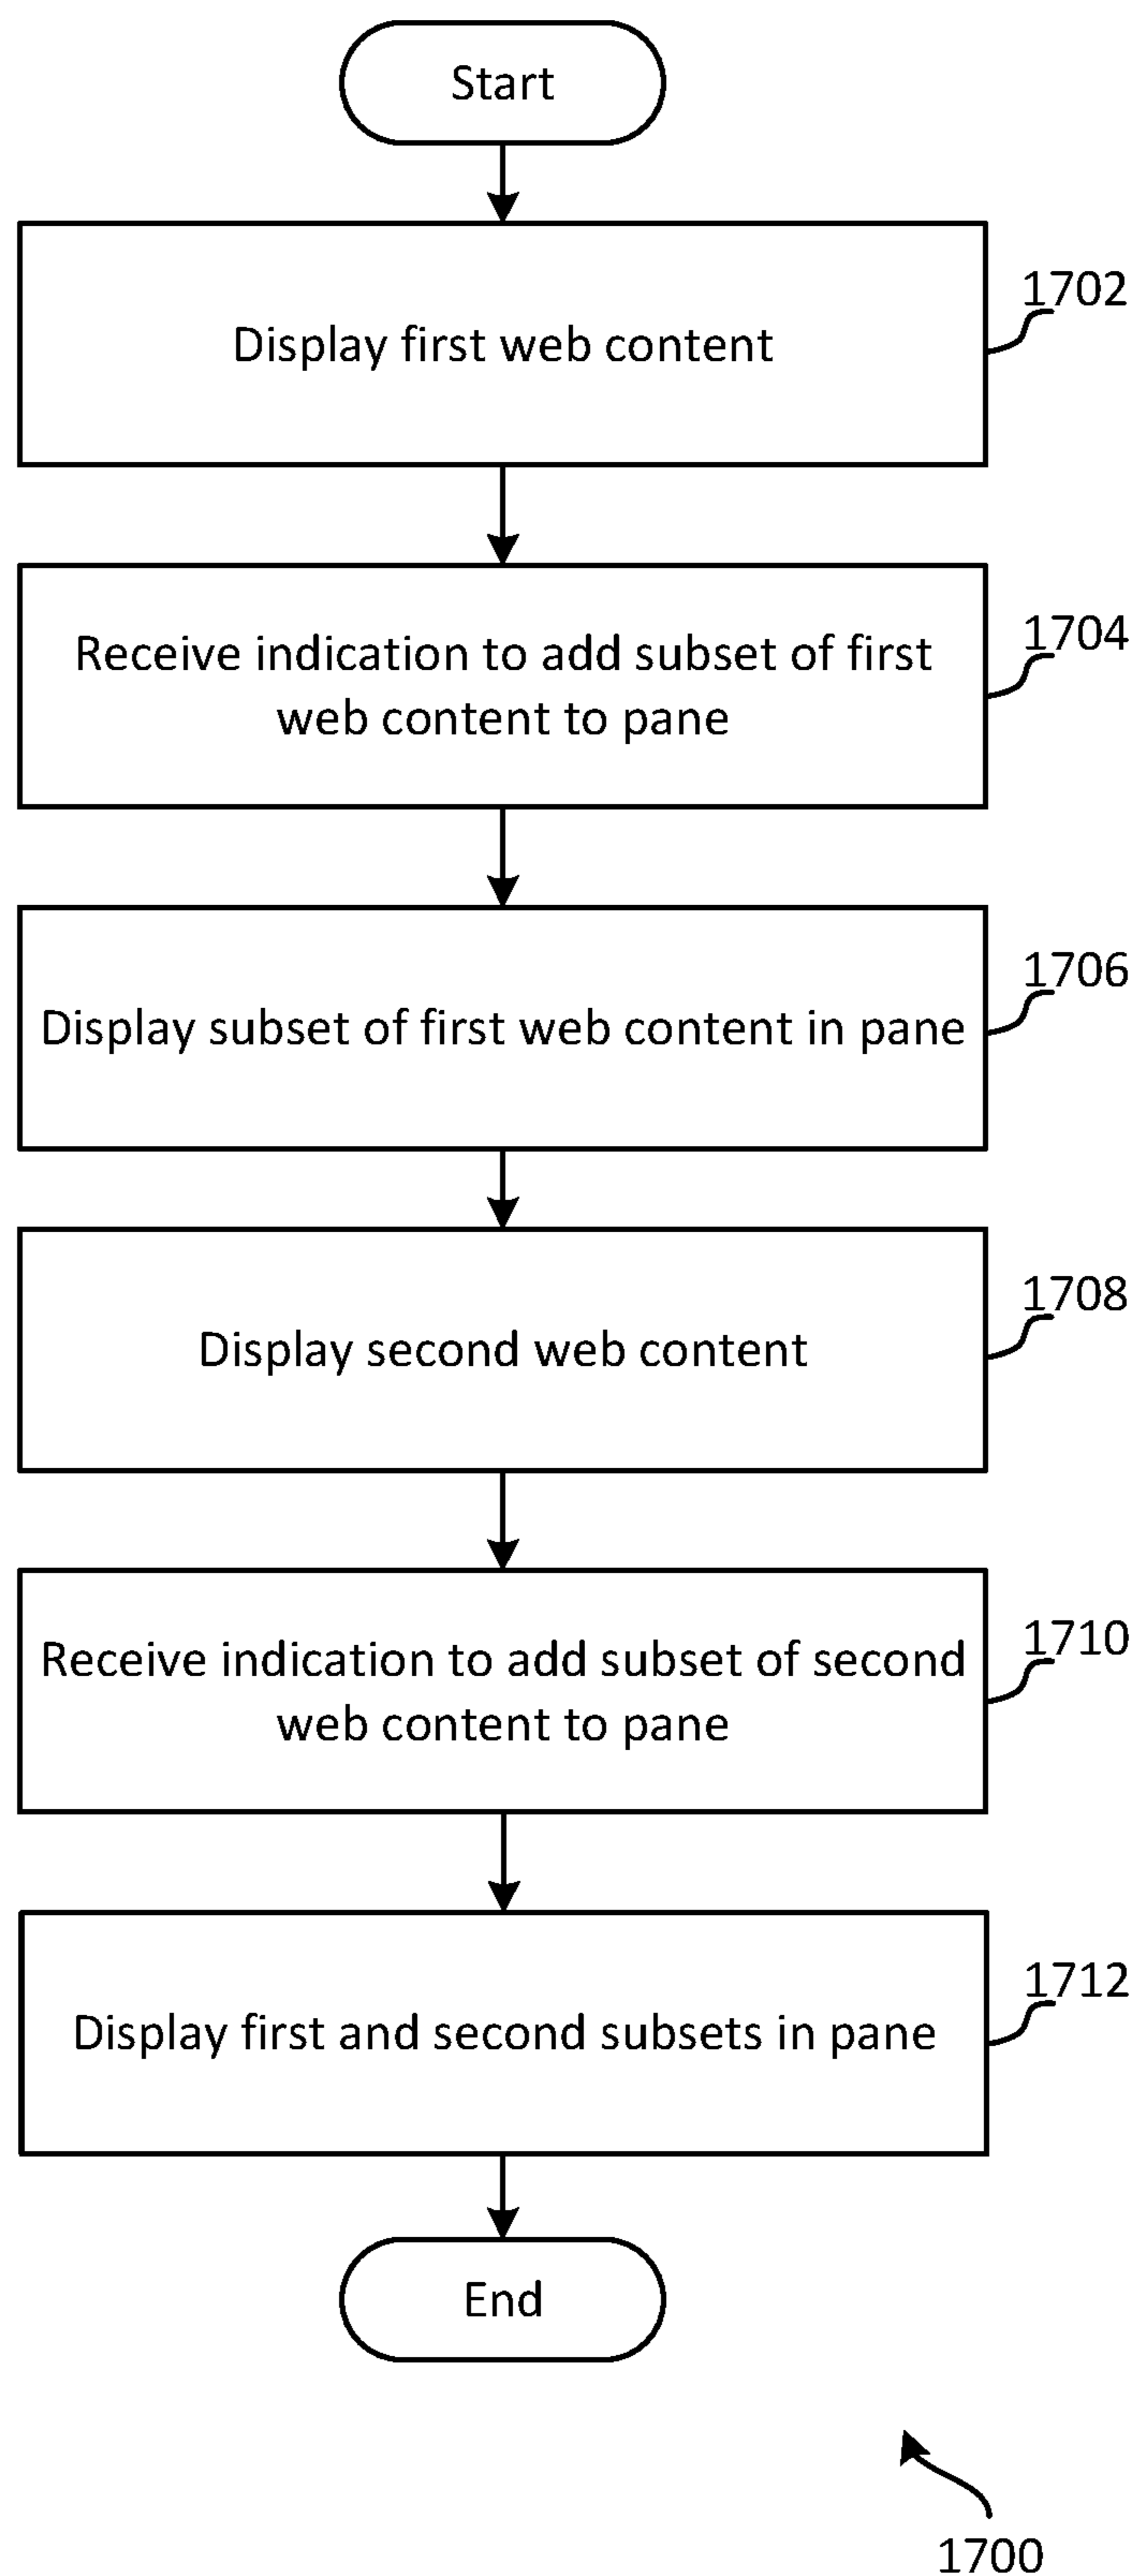 Start
Display first web content
1702
Receive indication to add subset of first
web content to pane
1704
Display subset of first web content in pane
1706
Display second web content
1708
Receive indication to add subset of second
web content to pane
1710
Display first and second subsets in pane
1712
End
1700